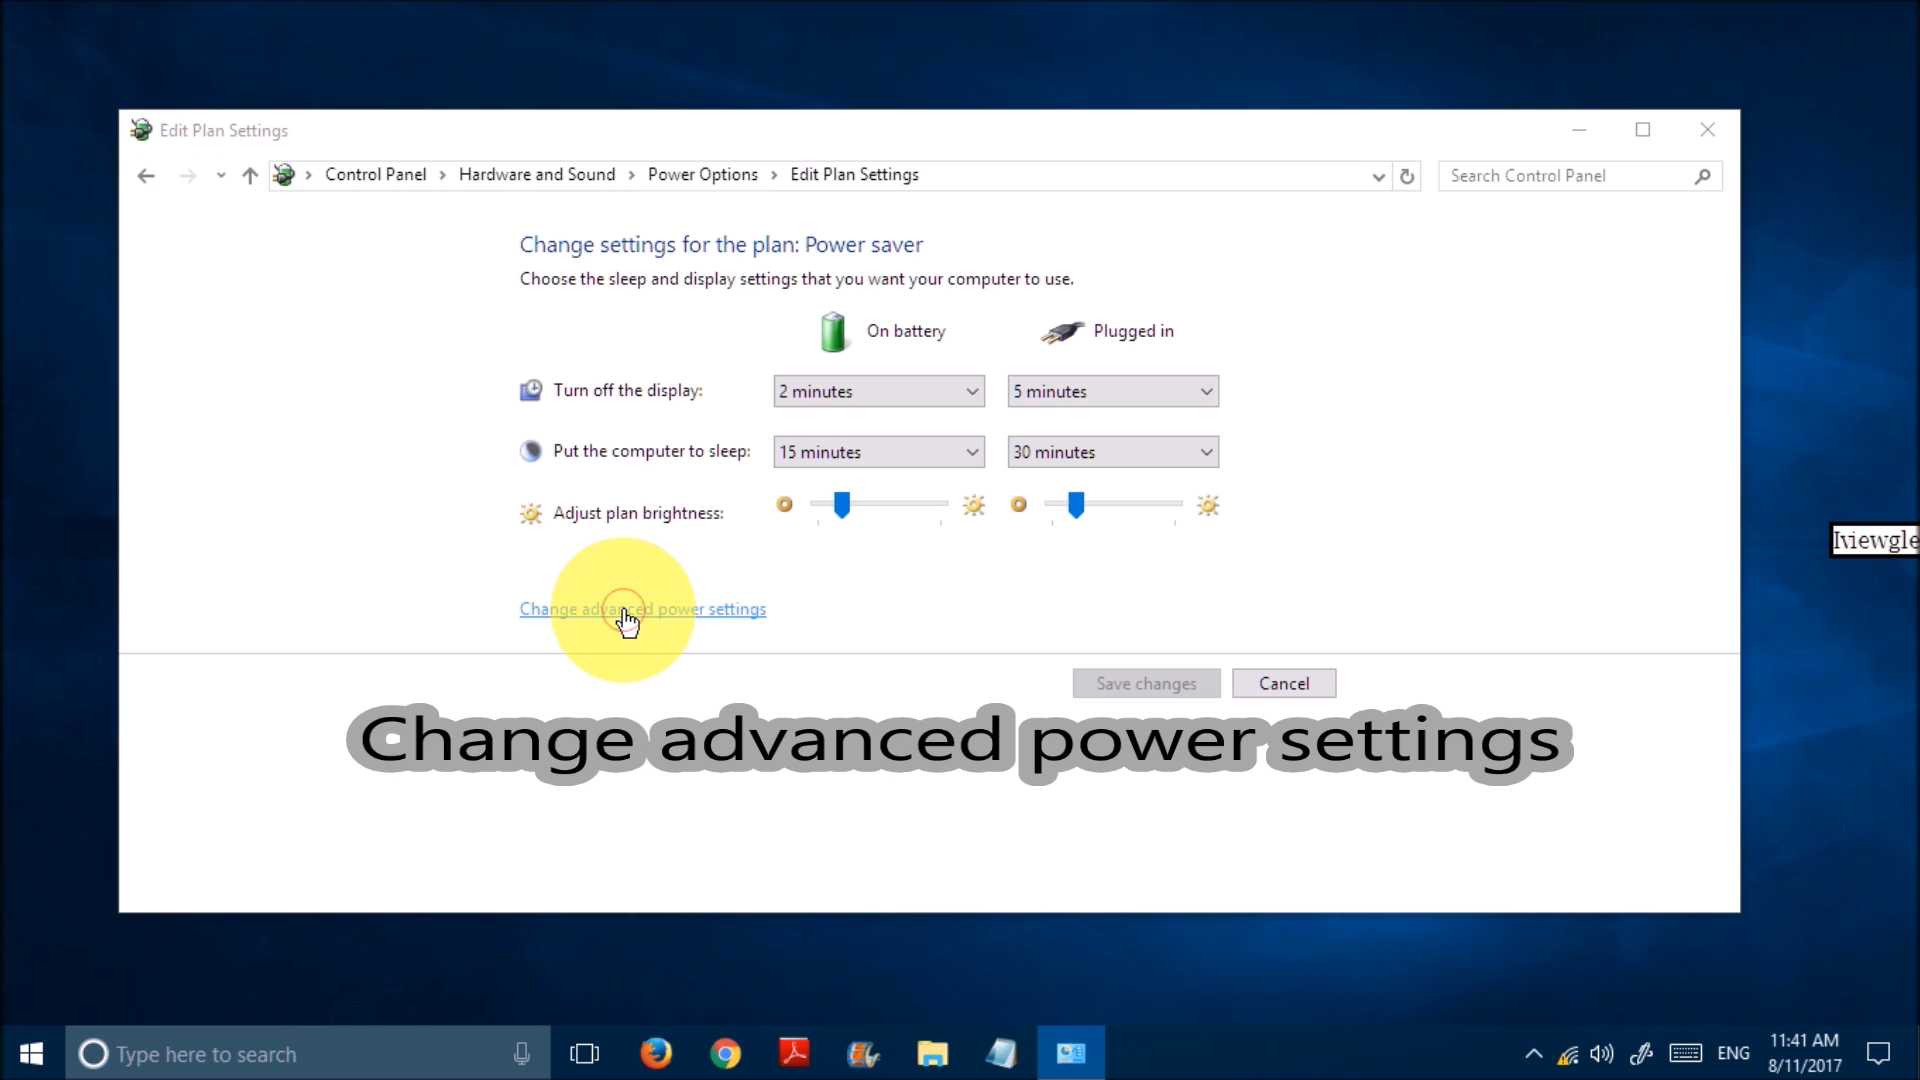 Edit Plan Settings
Control Panel > Hardware and Sound > Power Options > Edit Plan Settings
Search Control Panel
Change settings for the plan: Power saver
Choose the sleep and display settings that you want your computer to use.
On battery Plugged in
Turn off the display: 2 minutes 5 minutes
Put the computer to sleep: 15 minutes 30 minutes
Adjust plan brightness:
Iviewgle
Change advanced power settings
Save changes Cancel
Change advanced power settings
Type here to search
ENG
11:41 AM
8/11/2017